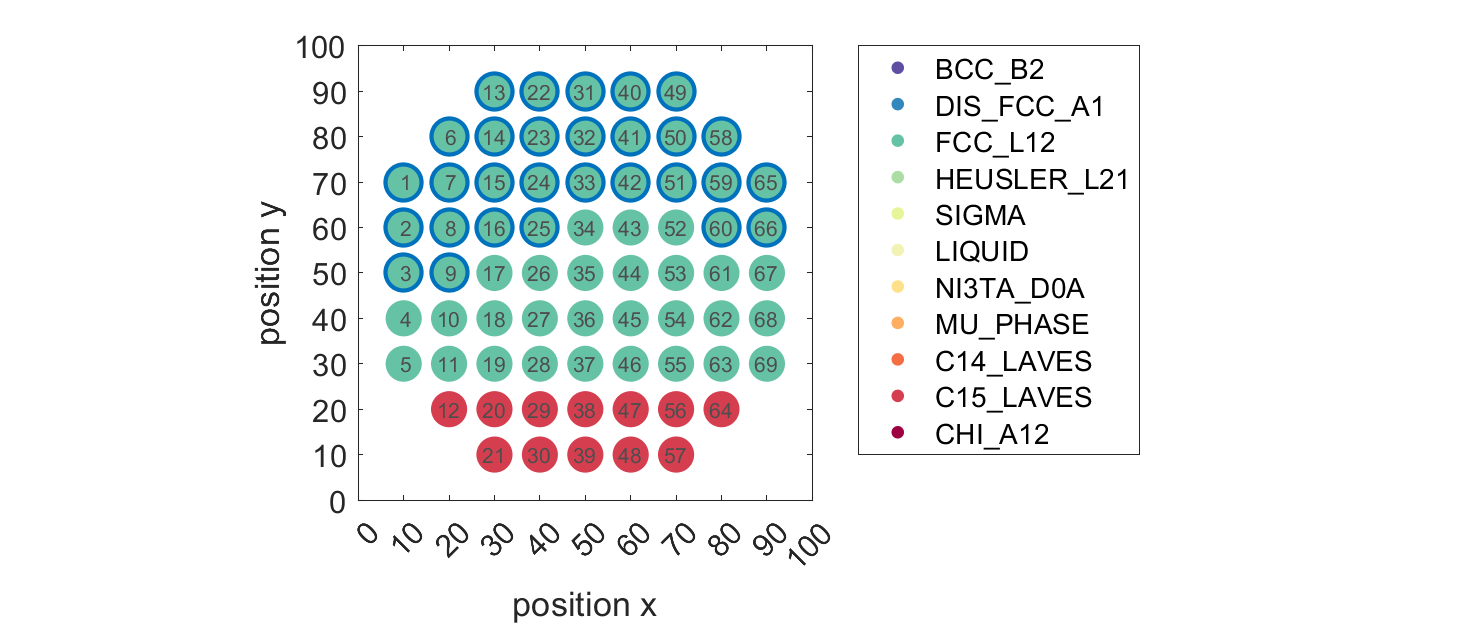 100
90
80
70
60
50
40
30
20
10
0
13 22 31 40 49
6 14 23 32 41 50 58
1 7 15 24 33 42 51 59 65
2 8 16 25 34 43 52 60 66
3 9 17 26 35 44 53 61 67
4 10 18 27 36 45 54 62 68
5 11 19 28 37 46 55 63 69
12 20 29 38 47 56 64
21 30 39 48 57
0 10 20 30 40 50 60 70 80 90 100
position x
position y
BCC_B2
DIS_FCC_A1
FCC_L12
HEUSLER_L21
SIGMA
LIQUID
NI3TA_D0A
MU_PHASE
C14_LAVES
C15_LAVES
CHI_A12